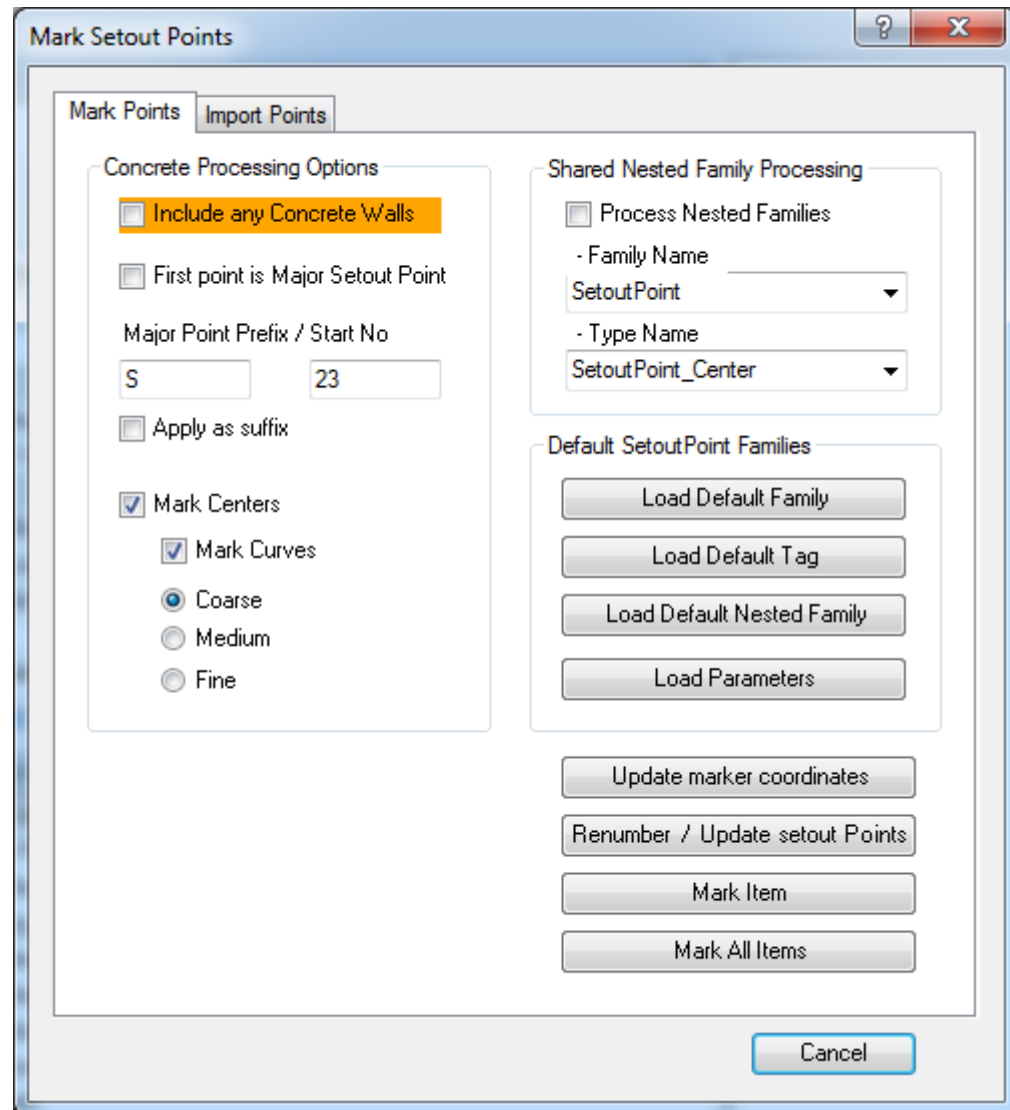 Mark Setout Points
Mark Points
Import Points
Concrete Processing Options
Include any Concrete Walls
First point is Major Setout Point
Major Point Prefix / Start No
S
23
Apply as suffix
Mark Centers
Mark Curves
Coarse
Medium
Fine
Shared Nested Family Processing
Process Nested Families
- Family Name
SetoutPoint
- Type Name
SetoutPoint_Center
Default SetoutPoint Families
Load Default Family
Load Default Tag
Load Default Nested Family
Load Parameters
Update marker coordinates
Renumber / Update setout Points
Mark Item
Mark All Items
Cancel